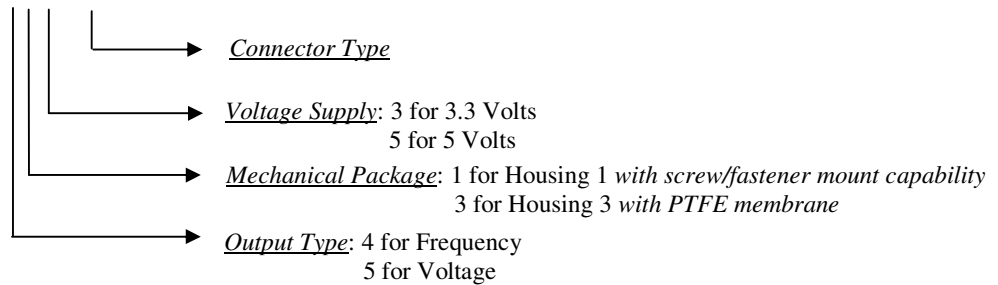 Connector Type
Voltage Supply: 3 for 3.3 Volts
5 for 5 Volts
Mechanical Package: 1 for Housing 1 with screw/fastener mount capability
3 for Housing 3 with PTFE membrane
Output Type: 4 for Frequency
5 for Voltage